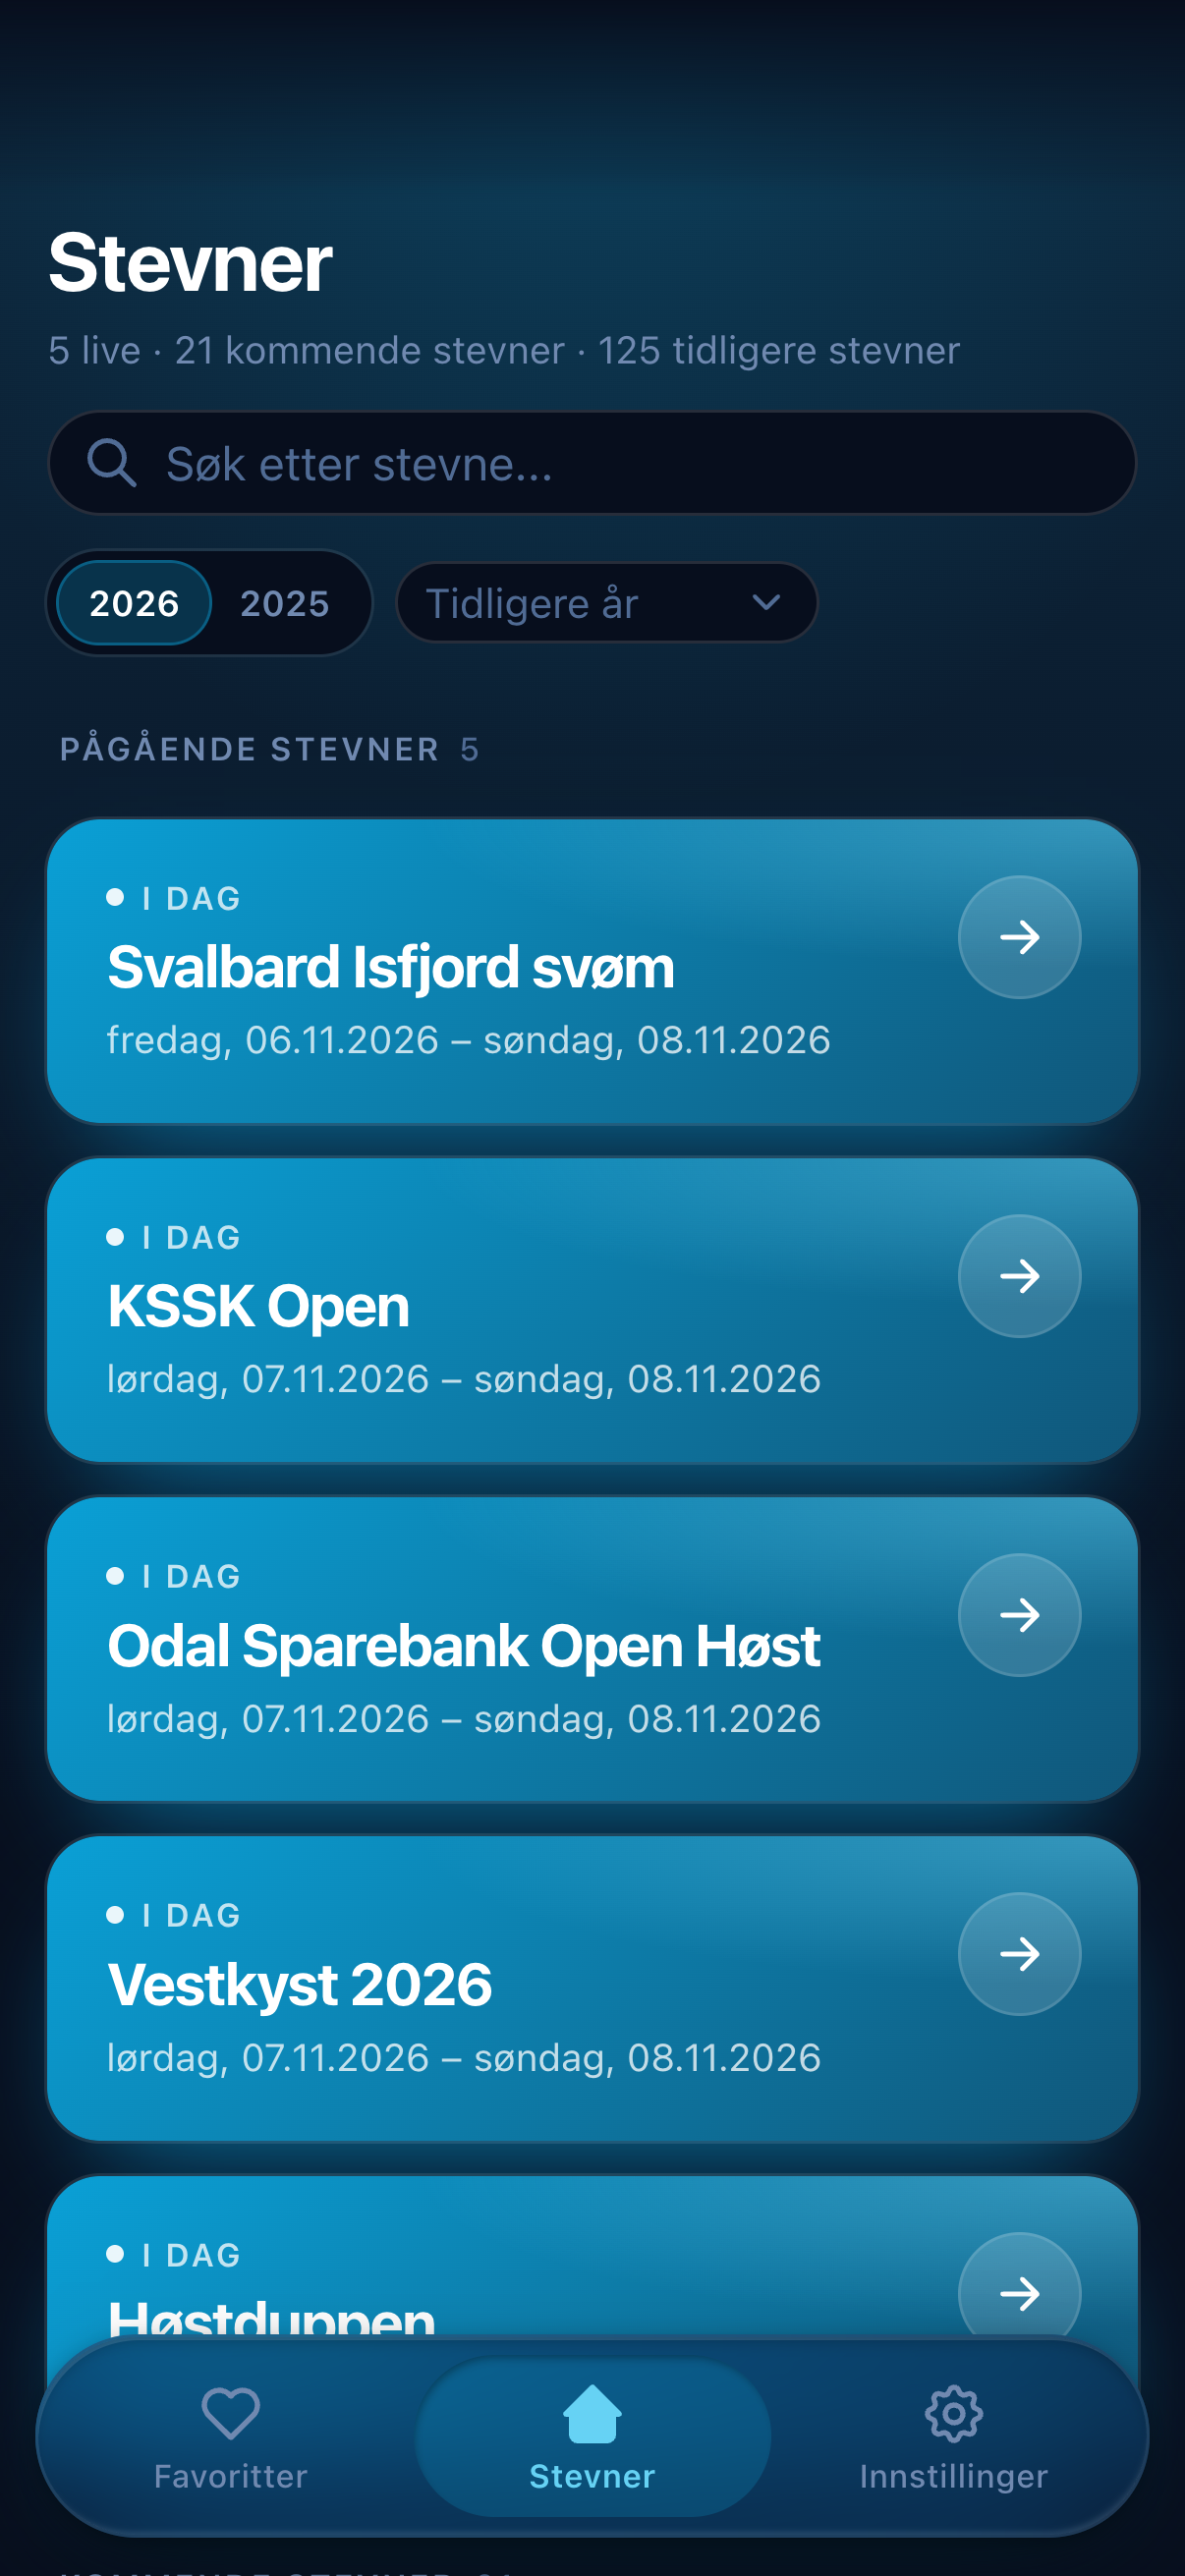 Stevner
5 live · 21 kommende stevner · 125 tidligere stevner
Søk etter stevne...
2026 2025 Tidligere år
PÅGÅENDE STEVNER 5
I DAG
Svalbard Isfjord svøm
fredag, 06.11.2026 – søndag, 08.11.2026
I DAG
KSSK Open
lørdag, 07.11.2026 – søndag, 08.11.2026
I DAG
Odal Sparebank Open Høst
lørdag, 07.11.2026 – søndag, 08.11.2026
I DAG
Vestkyst 2026
lørdag, 07.11.2026 – søndag, 08.11.2026
I DAG
Høstduppen
Favoritter Stevner Innstillinger